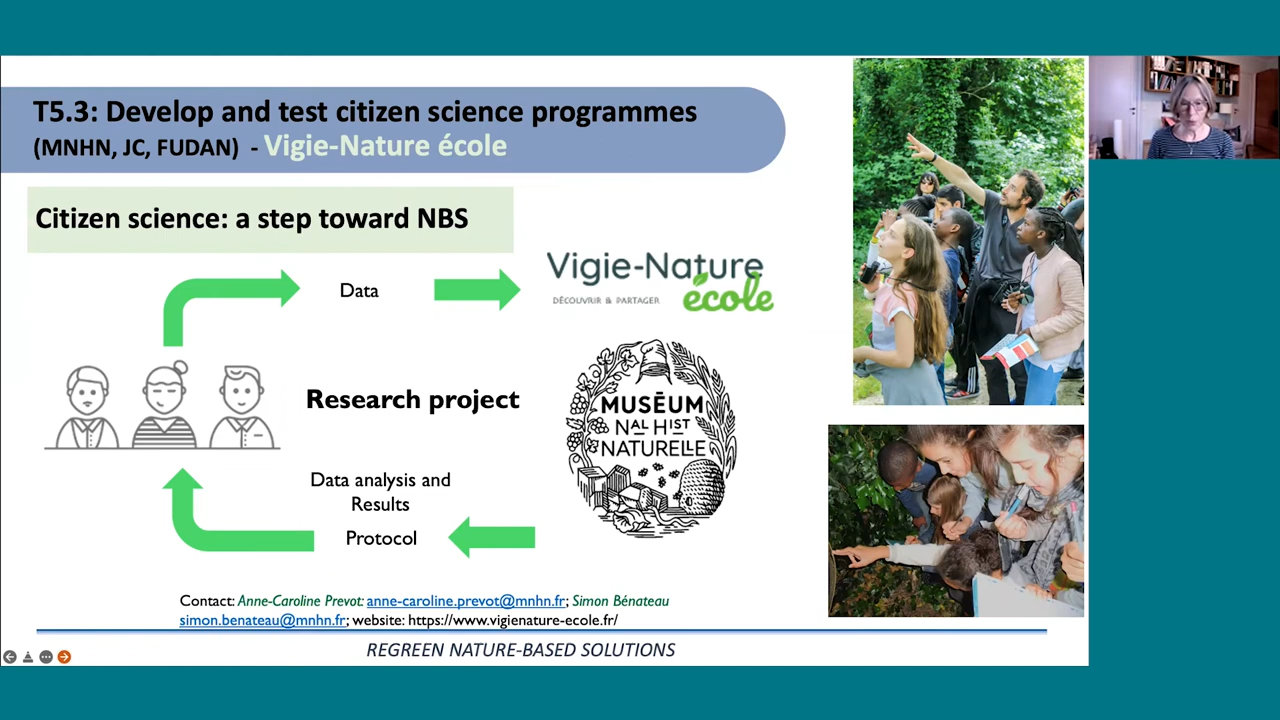 T5.3: Develop and test citizen science programmes
(MNHN, JC, FUDAN) - Vigie-Nature école
Citizen science: a step toward NBS
Data
Vigie-Nature
école
DÉCOUVRIR & PARTAGER
Research project
MUSĒUM
NAL HIST
NATURELLE
Data analysis and
Results
Protocol
Contact: Anne-Caroline Prevot: anne-caroline.prevot@mnhn.fr; Simon Bénateau
simon.benateau@mnhn.fr; website: https://www.vigienature-ecole.fr/
REGREEN NATURE-BASED SOLUTIONS